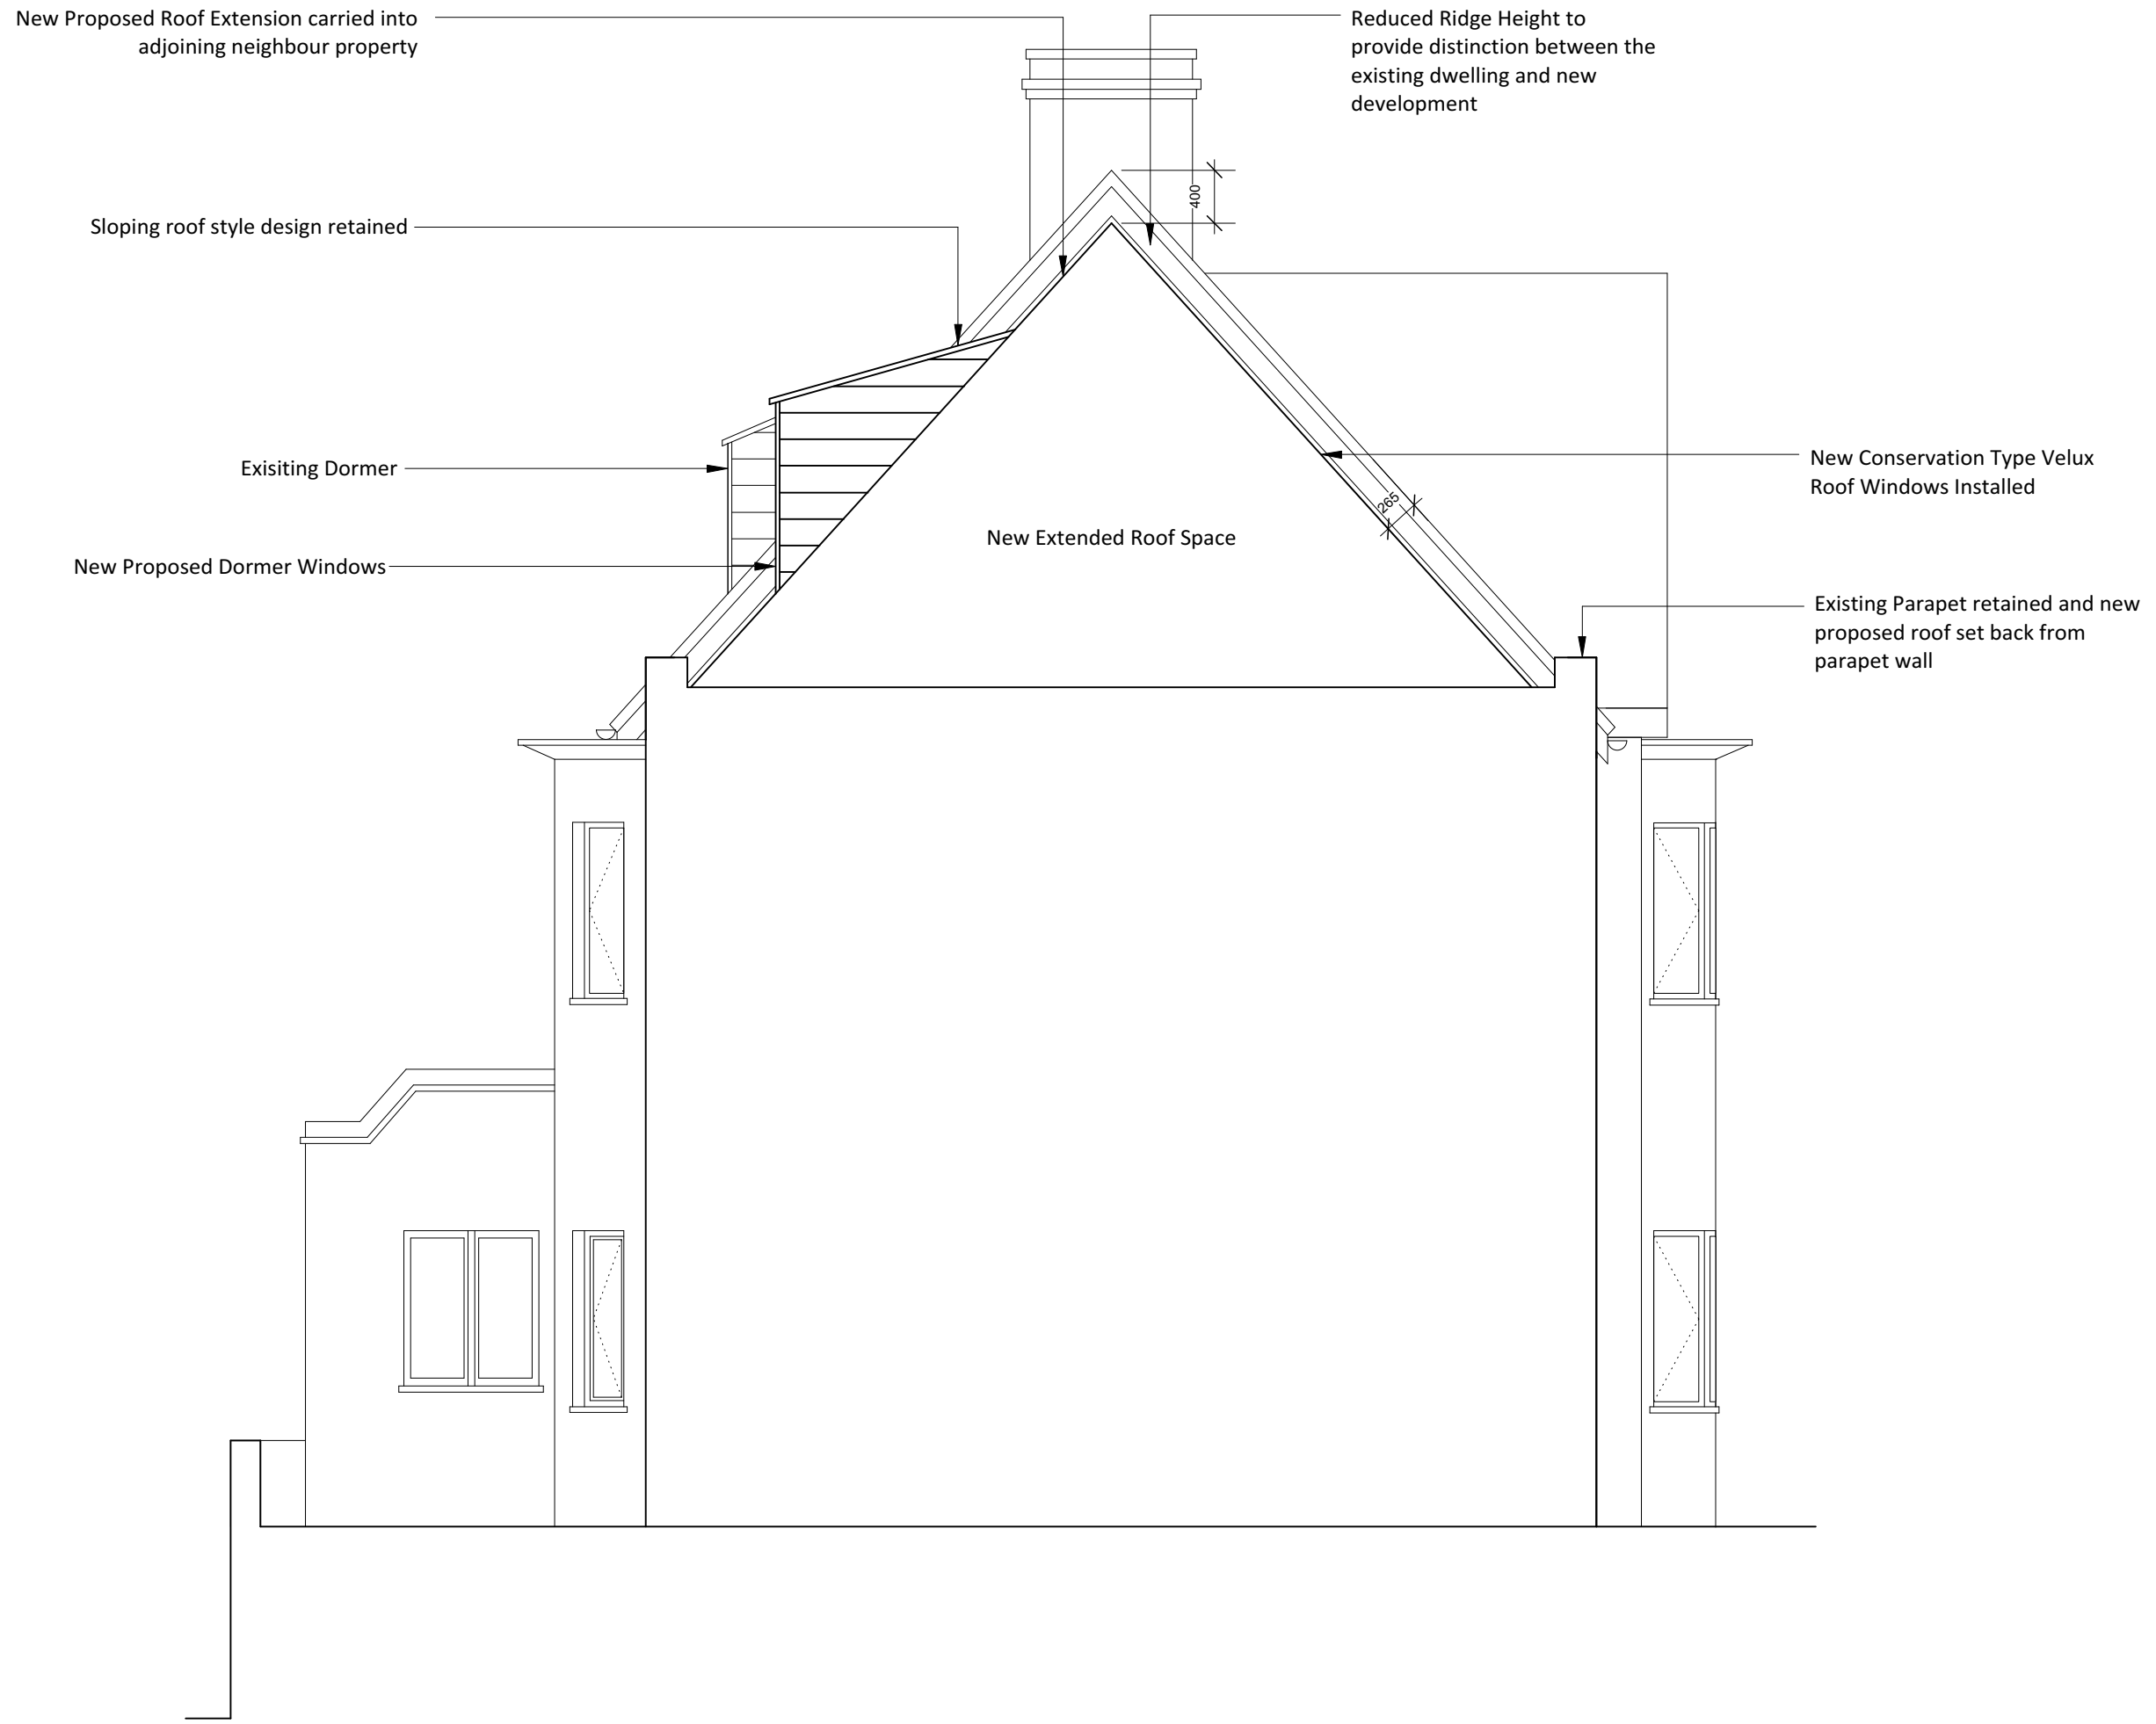 New Proposed Roof Extension carried into
adjoining neighbour property
Reduced Ridge Height to
provide distinction between the
existing dwelling and new
development
400
Sloping roof style design retained
Exisiting Dormer
New Conservation Type Velux
Roof Windows Installed
265
New Extended Roof Space
New Proposed Dormer Windows
Existing Parapet retained and new
proposed roof set back from
parapet wall